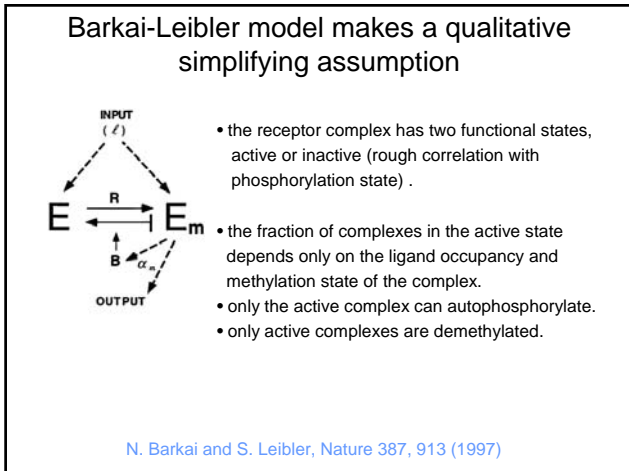 Barkai-Leibler model makes a qualitative
simplifying assumption
INPUT
(ℓ)
R
E
Em
B
αm
OUTPUT
• the receptor complex has two functional states,
active or inactive (rough correlation with
phosphorylation state) .
• the fraction of complexes in the active state
depends only on the ligand occupancy and
methylation state of the complex.
• only the active complex can autophosphorylate.
• only active complexes are demethylated.
N. Barkai and S. Leibler, Nature 387, 913 (1997)